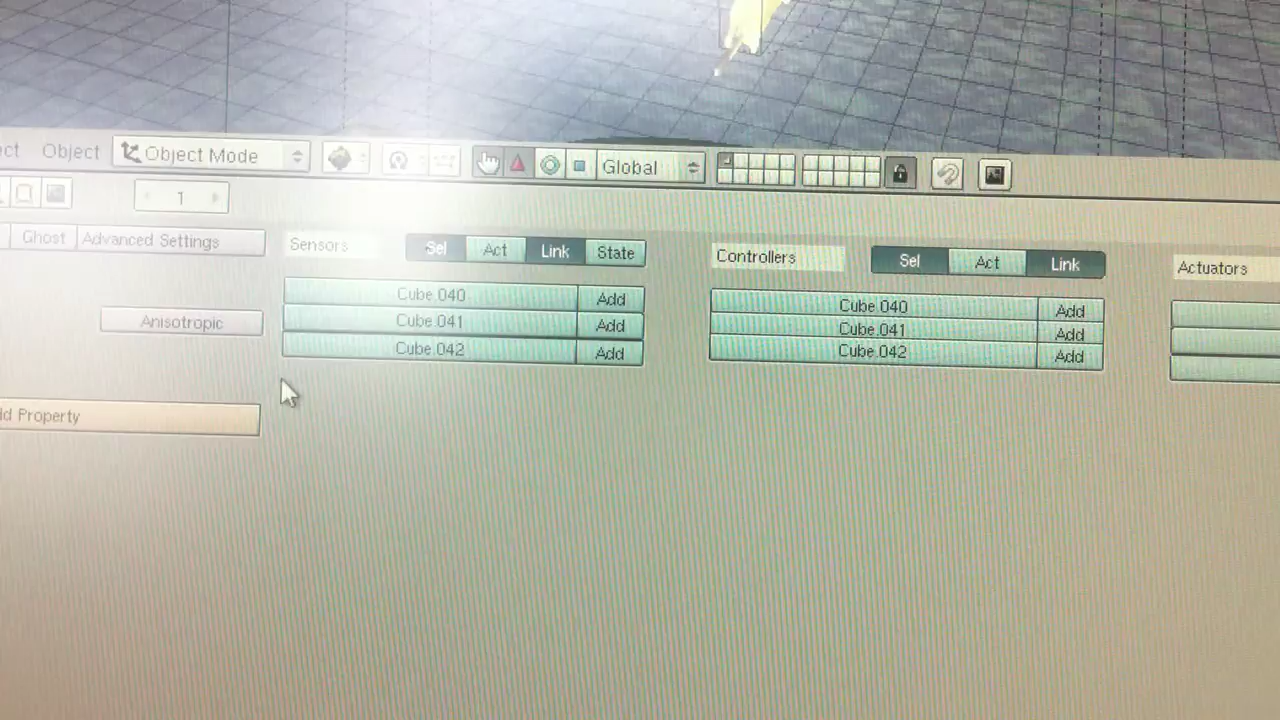 ect Object Object Mode Global
1
Ghost Advanced Settings Sensors Sel Act Link State Controllers Sel Act Link Actuators
Cube.040 Add Cube.040 Add
Anisotropic Cube.041 Add Cube.041 Add
Cube.042 Add Cube.042 Add
dd Property